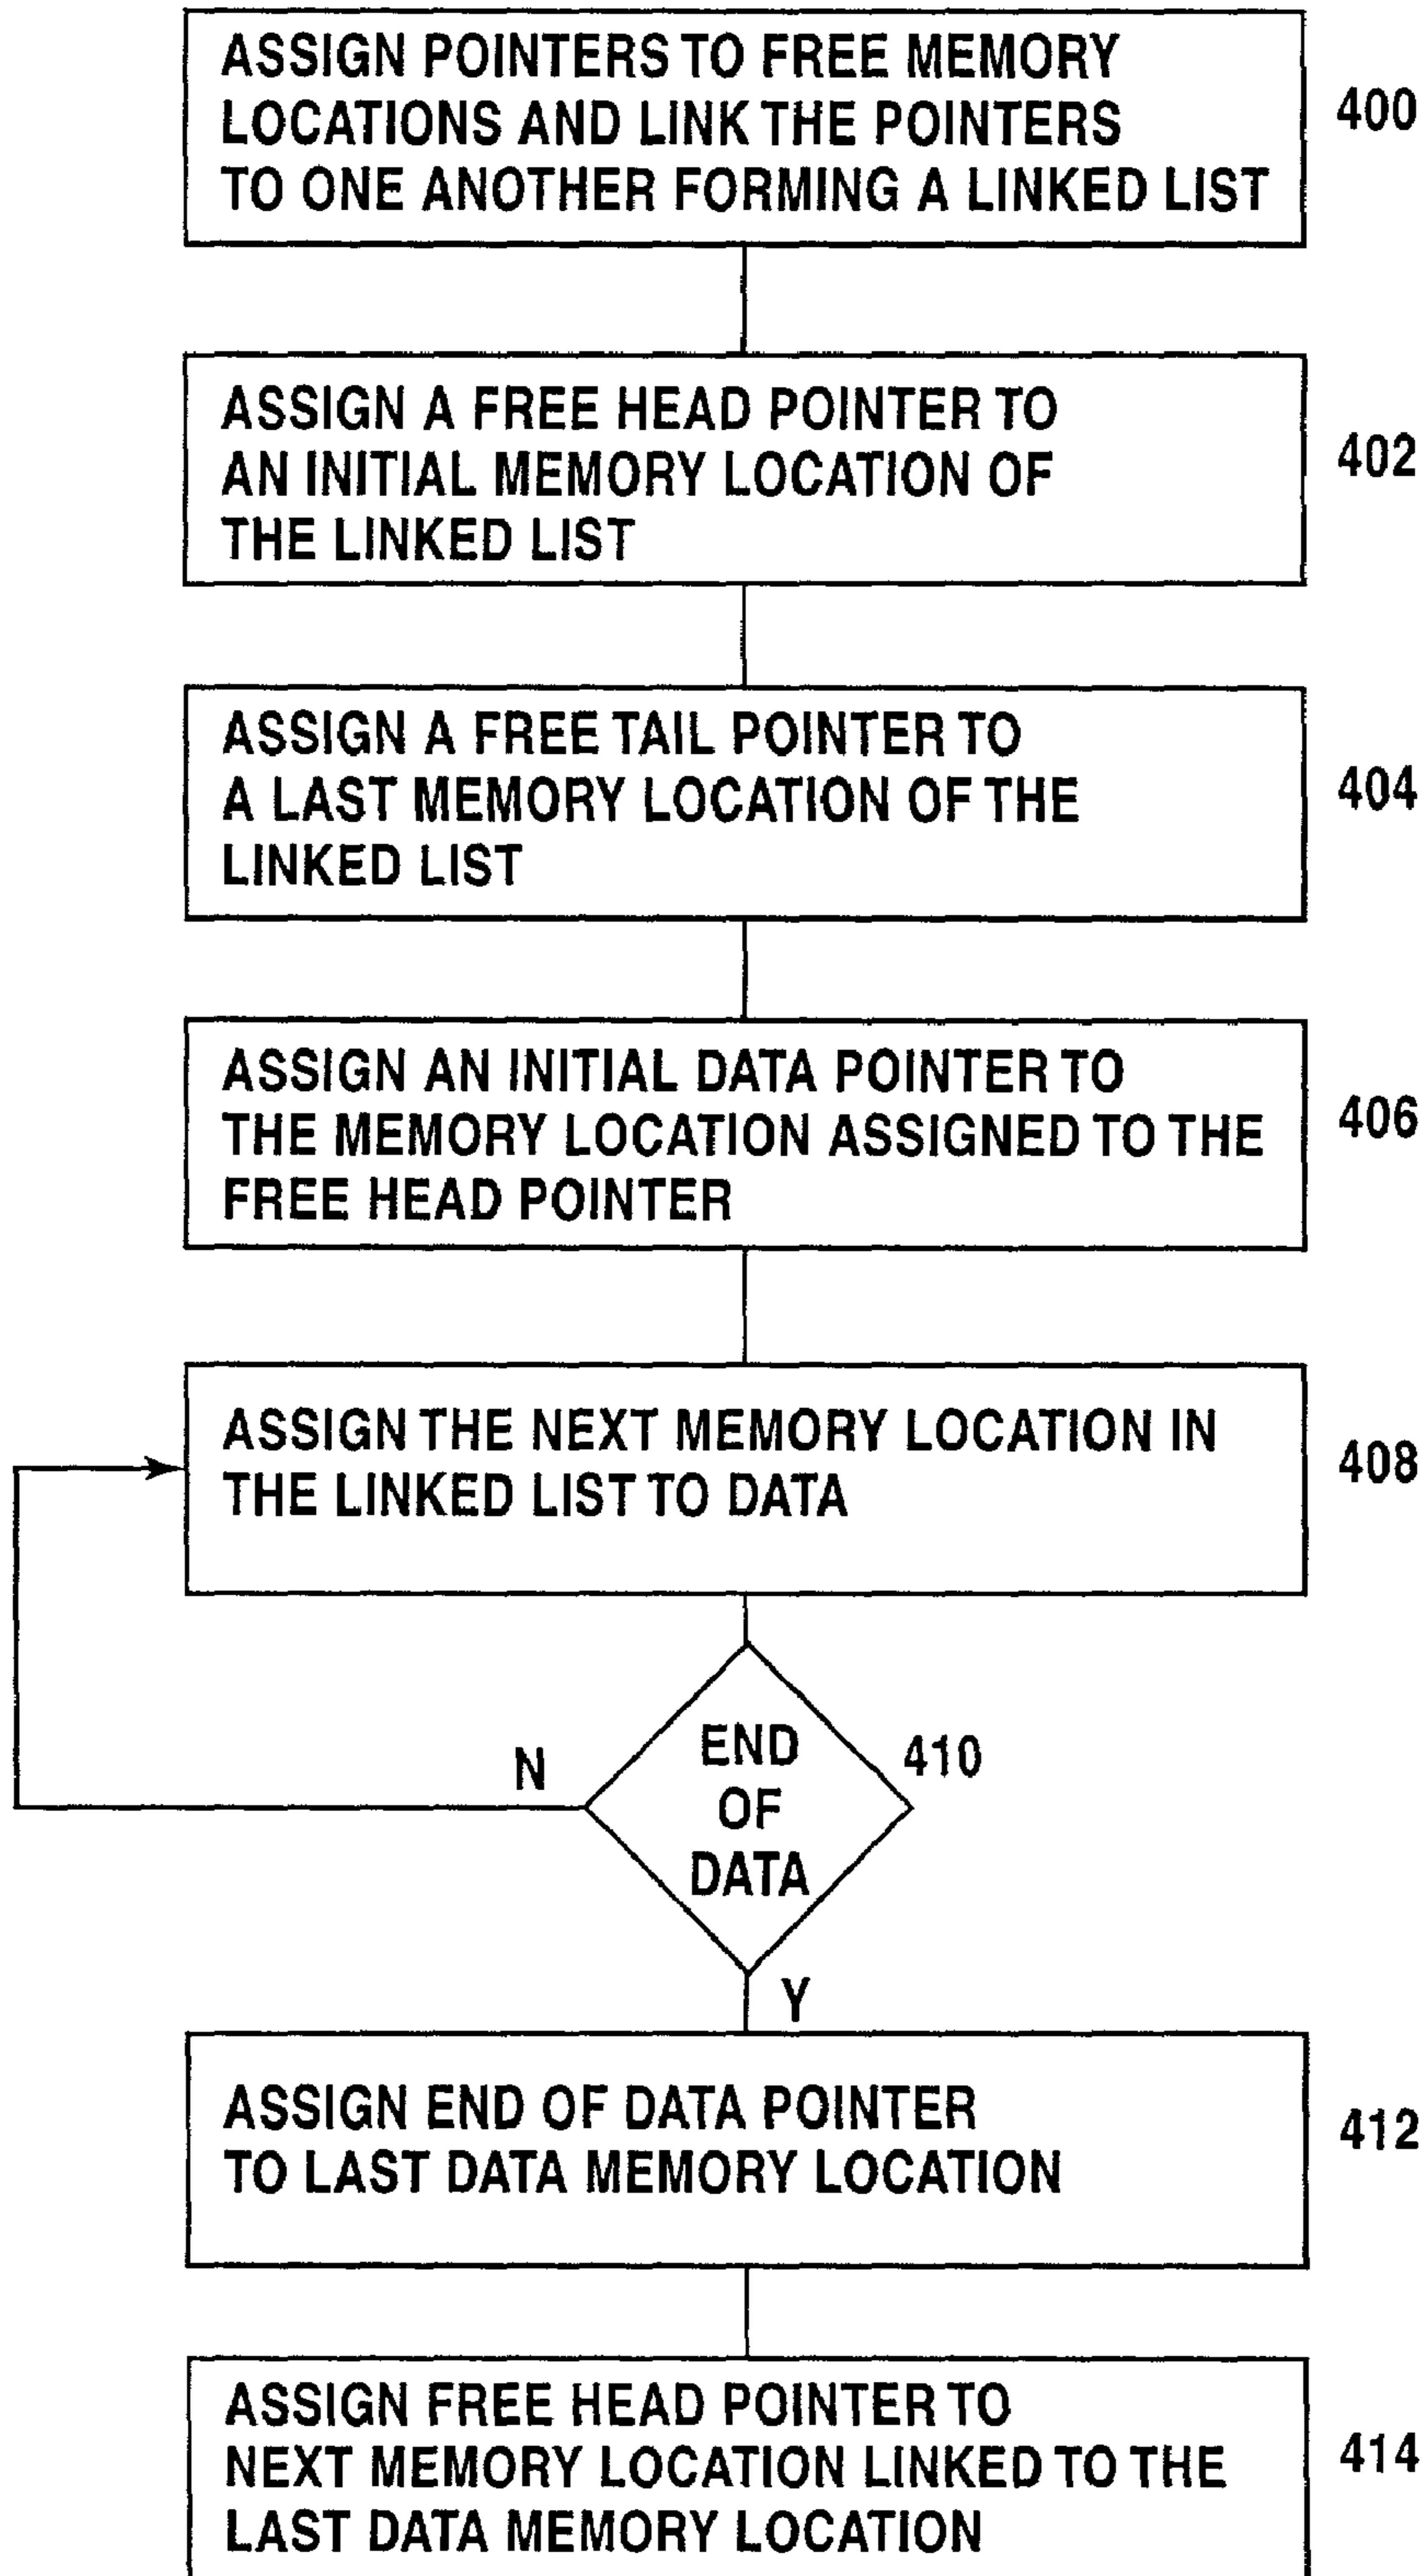 ASSIGN POINTERS TO FREE MEMORY
LOCATIONS AND LINK THE POINTERS
TO ONE ANOTHER FORMING A LINKED LIST
400
ASSIGN A FREE HEAD POINTER TO
AN INITIAL MEMORY LOCATION OF
THE LINKED LIST
402
ASSIGN A FREE TAIL POINTER TO
A LAST MEMORY LOCATION OF THE
LINKED LIST
404
ASSIGN AN INITIAL DATA POINTER TO
THE MEMORY LOCATION ASSIGNED TO THE
FREE HEAD POINTER
406
ASSIGN THE NEXT MEMORY LOCATION IN
THE LINKED LIST TO DATA
408
END
OF
DATA
410
N
Y
ASSIGN END OF DATA POINTER
TO LAST DATA MEMORY LOCATION
412
ASSIGN FREE HEAD POINTER TO
NEXT MEMORY LOCATION LINKED TO THE
LAST DATA MEMORY LOCATION
414